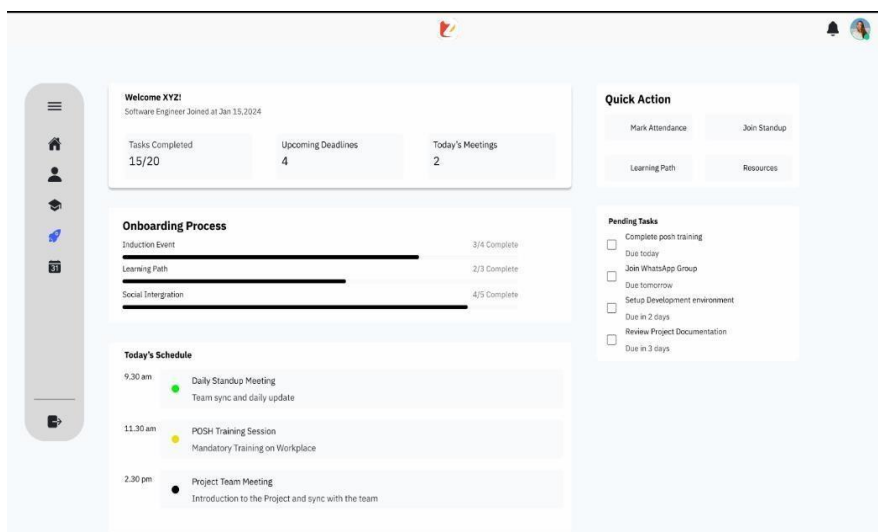 Welcome XYZ!
Software Engineer Joined at Jan 15,2024
Tasks Completed
15/20
Upcoming Deadlines
4
Today's Meetings
2
Quick Action
Mark Attendance
Join Standup
Learning Path
Resources
Onboarding Process
Induction Event
3/4 Complete
Learning Path
2/3 Complete
Social Intergration
4/5 Complete
Pending Tasks
Complete posh training
Due today
Join WhatsApp Group
Due tomorrow
Setup Development environment
Due in 2 days
Review Project Documentation
Due in 3 days
31
Today's Schedule
9.30 am
Daily Standup Meeting
Team sync and daily update
11.30 am
POSH Training Session
Mandatory Training on Workplace
2.30 pm
Project Team Meeting
Introduction to the Project and sync with the team